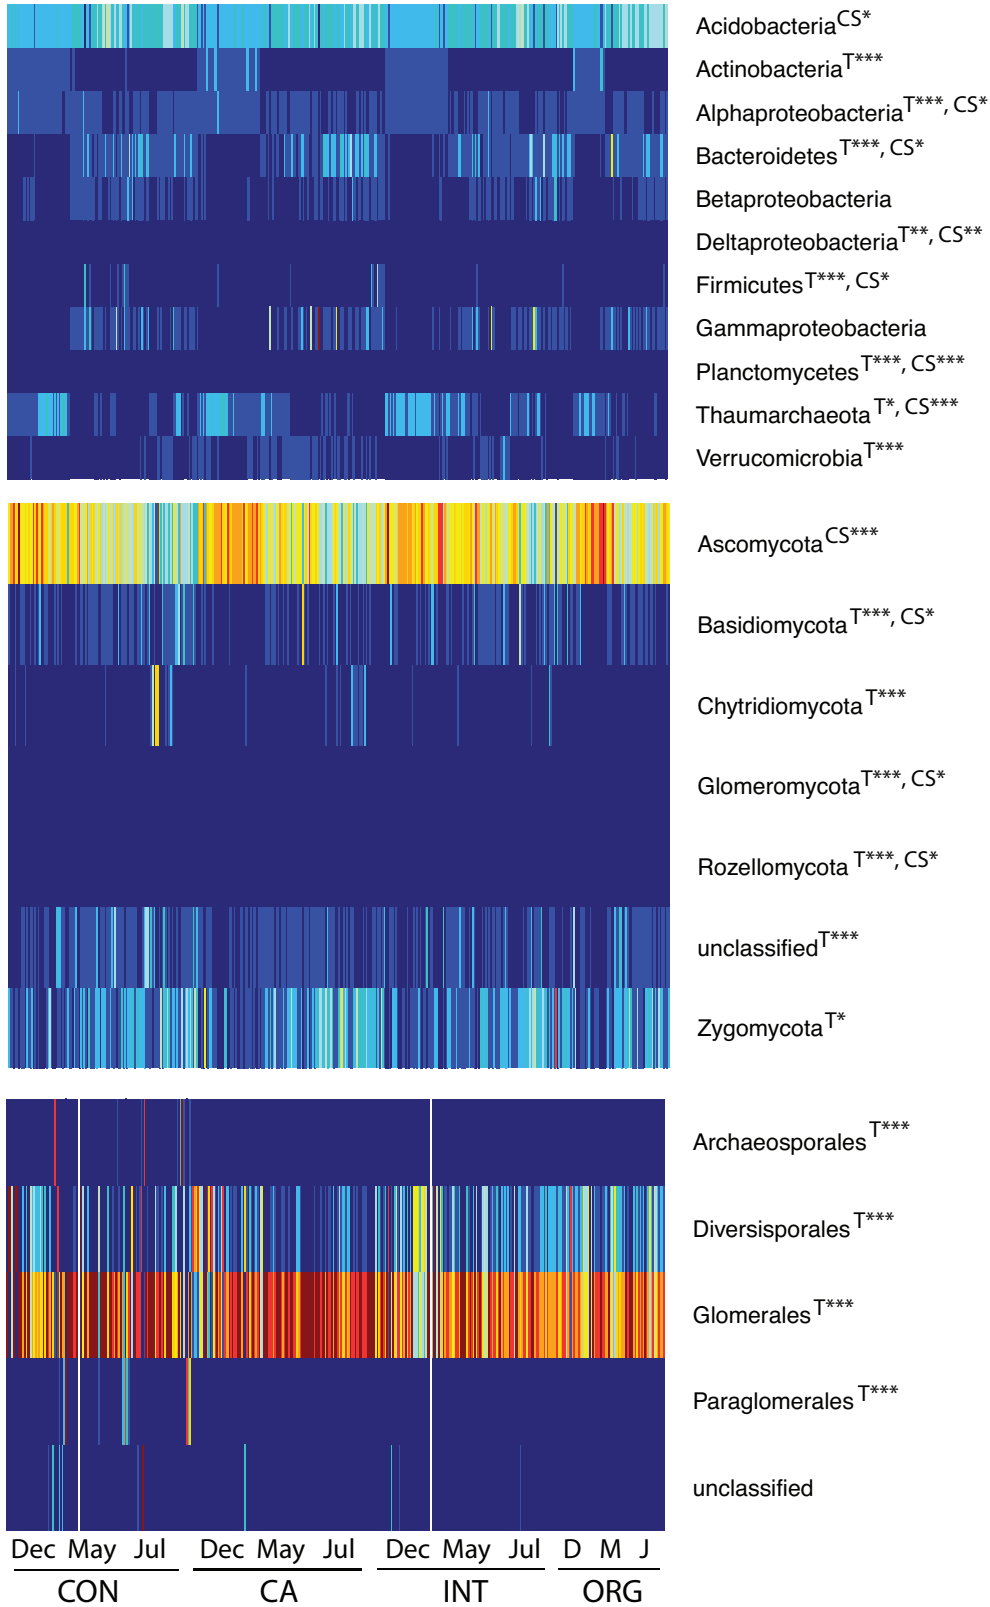 Acidobacteria CS*
Actinobacteria T***
Alphaproteobacteria T***, CS*
Bacteroidetes T***, CS*
Betaproteobacteria
Deltaproteobacteria T**, CS**
Firmicutes T***, CS*
Gammaproteobacteria
Planctomycetes T***, CS***
Thaumarchaeota T*, CS***
Verrucomicrobia T***
Ascomycota CS***
Basidiomycota T***, CS*
Chytridiomycota T***
Glomeromycota T***, CS*
Rozellomycota T***, CS*
unclassified T***
Zygomycota T*
Archaeosporales T***
Diversisporales T***
Glomerales T***
Paraglomerales T***
unclassified
Dec May Jul Dec May Jul Dec May Jul D M J
CON CA INT ORG